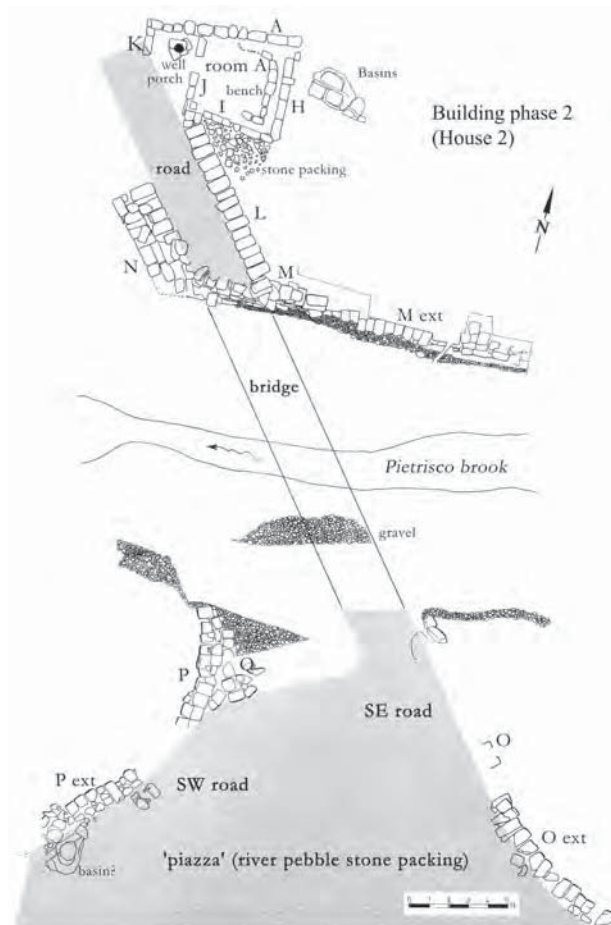 A
K
well
porch
room A
J
bench
H
I
Basins
Building phase 2
(House 2)
stone packing
road
L
N
N
M
M ext
bridge
Pietrisco brook
gravel
P
Q
SE road
O
P ext
SW road
O ext
basin?
'piazza' (river pebble stone packing)